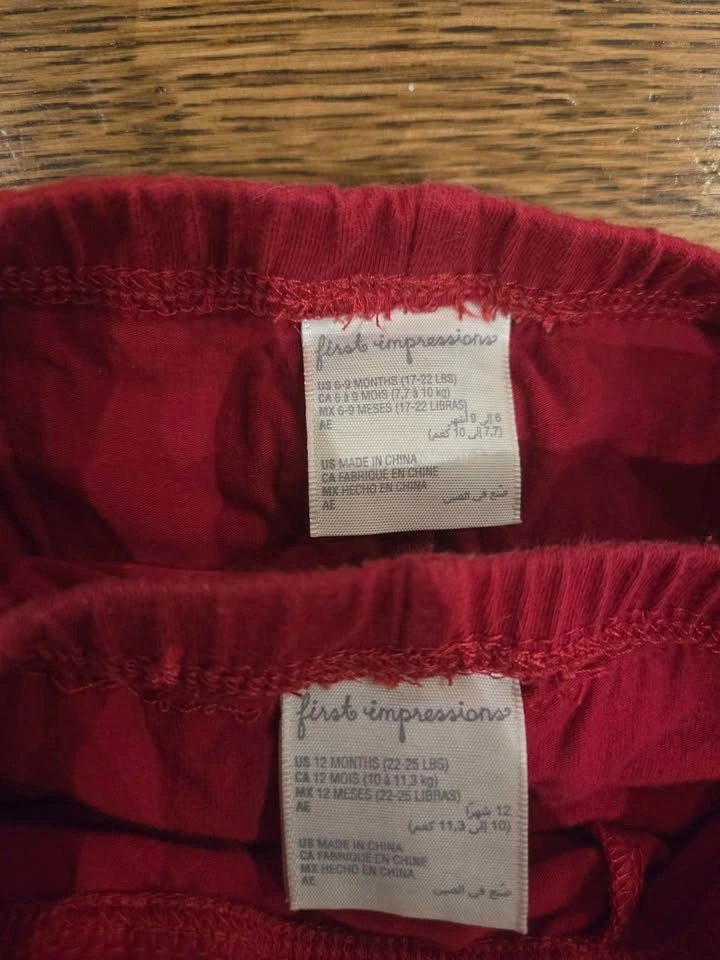 first impressions
US 6-9 MONTHS (17-22 LBS)
CA 6 à 9 MOIS (7,7 à 10 kg)
MX 6-9 MESES (17-22 LIBRAS)
AE 6 إلى 9 أشهر
(7,7 إلى 10 كغم)
US MADE IN CHINA
CA FABRIQUÉ EN CHINE
MX HECHO EN CHINA
AE صنع في الصين
first impressions
US 12 MONTHS (22-25 LBS)
CA 12 MOIS (10 à 11,3 kg)
MX 12 MESES (22-25 LIBRAS)
AE 12 شهرًا
(10 إلى 11,3 كغم)
US MADE IN CHINA
CA FABRIQUÉ EN CHINE
MX HECHO EN CHINA
AE صنع في الصين